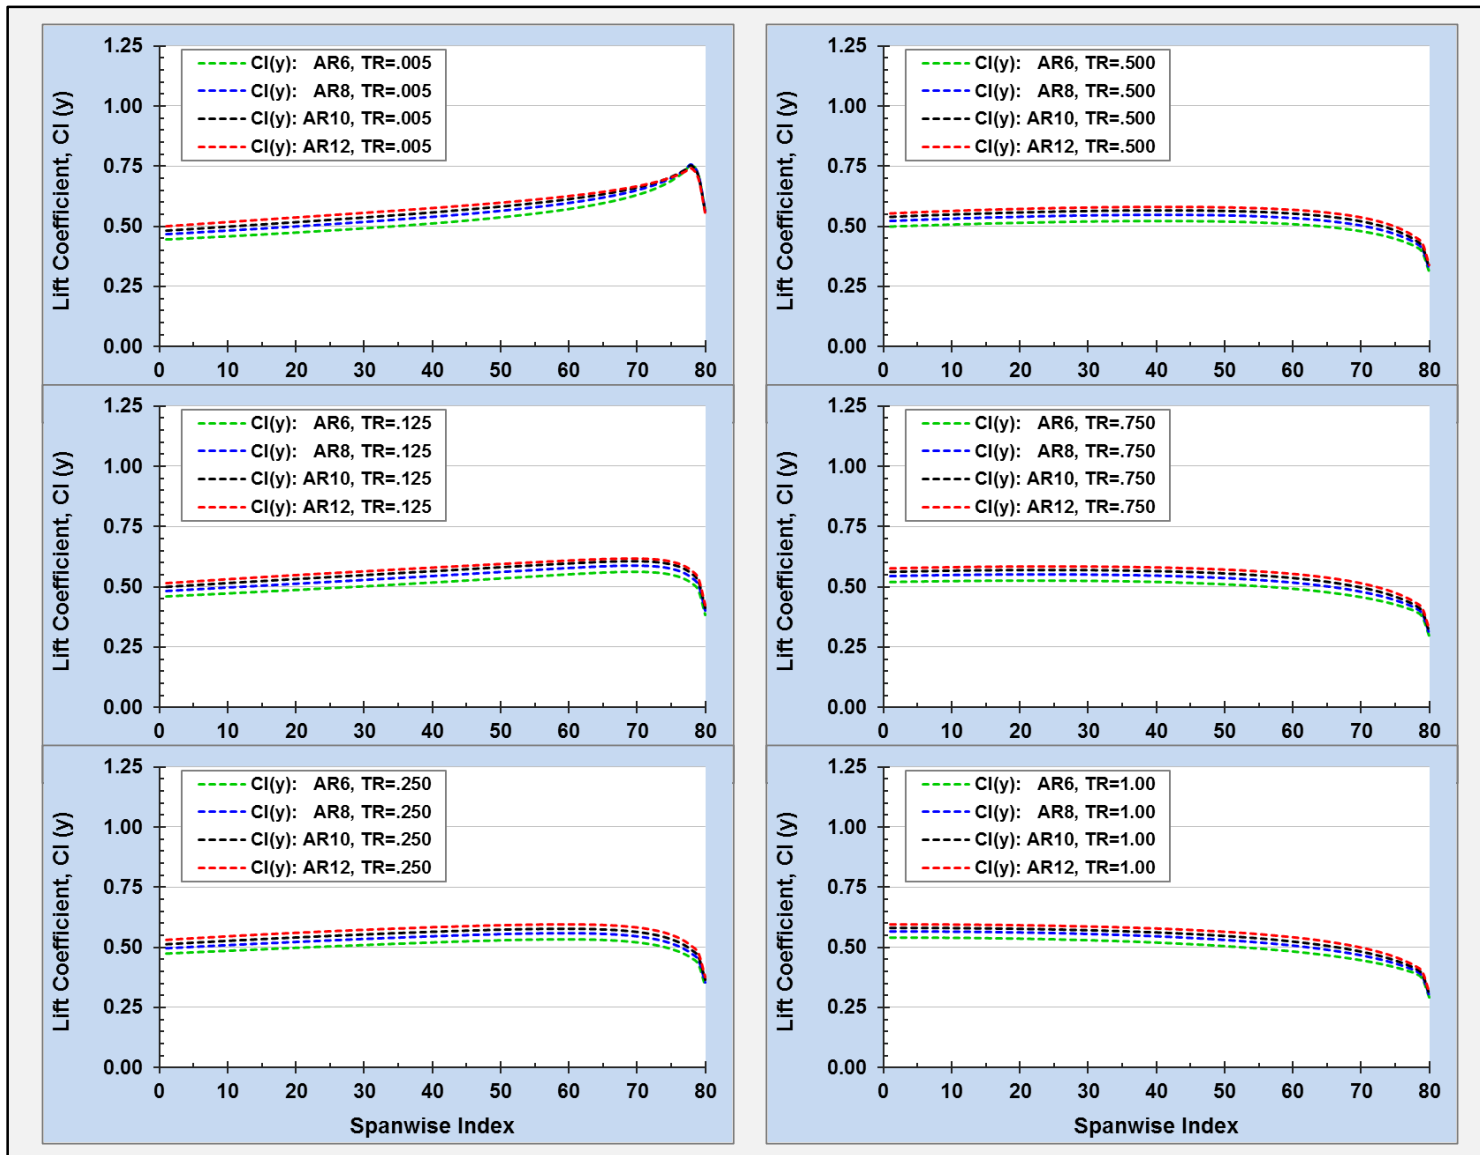 1.25
1.00
0.75
0.50
0.25
0.00
Lift Coefficient, Cl (y)
Cl(y): AR6, TR=.005
Cl(y): AR8, TR=.005
Cl(y): AR10, TR=.005
Cl(y): AR12, TR=.005
0 10 20 30 40 50 60 70 80
1.25
1.00
0.75
0.50
0.25
0.00
Lift Coefficient, Cl (y)
Cl(y): AR6, TR=.125
Cl(y): AR8, TR=.125
Cl(y): AR10, TR=.125
Cl(y): AR12, TR=.125
0 10 20 30 40 50 60 70 80
1.25
1.00
0.75
0.50
0.25
0.00
Lift Coefficient, Cl (y)
Cl(y): AR6, TR=.250
Cl(y): AR8, TR=.250
Cl(y): AR10, TR=.250
Cl(y): AR12, TR=.250
0 10 20 30 40 50 60 70 80
Spanwise Index
1.25
1.00
0.75
0.50
0.25
0.00
Lift Coefficient, Cl (y)
Cl(y): AR6, TR=.500
Cl(y): AR8, TR=.500
Cl(y): AR10, TR=.500
Cl(y): AR12, TR=.500
0 10 20 30 40 50 60 70 80
1.25
1.00
0.75
0.50
0.25
0.00
Lift Coefficient, Cl (y)
Cl(y): AR6, TR=.750
Cl(y): AR8, TR=.750
Cl(y): AR10, TR=.750
Cl(y): AR12, TR=.750
0 10 20 30 40 50 60 70 80
1.25
1.00
0.75
0.50
0.25
0.00
Lift Coefficient, Cl (y)
Cl(y): AR6, TR=1.00
Cl(y): AR8, TR=1.00
Cl(y): AR10, TR=1.00
Cl(y): AR12, TR=1.00
0 10 20 30 40 50 60 70 80
Spanwise Index